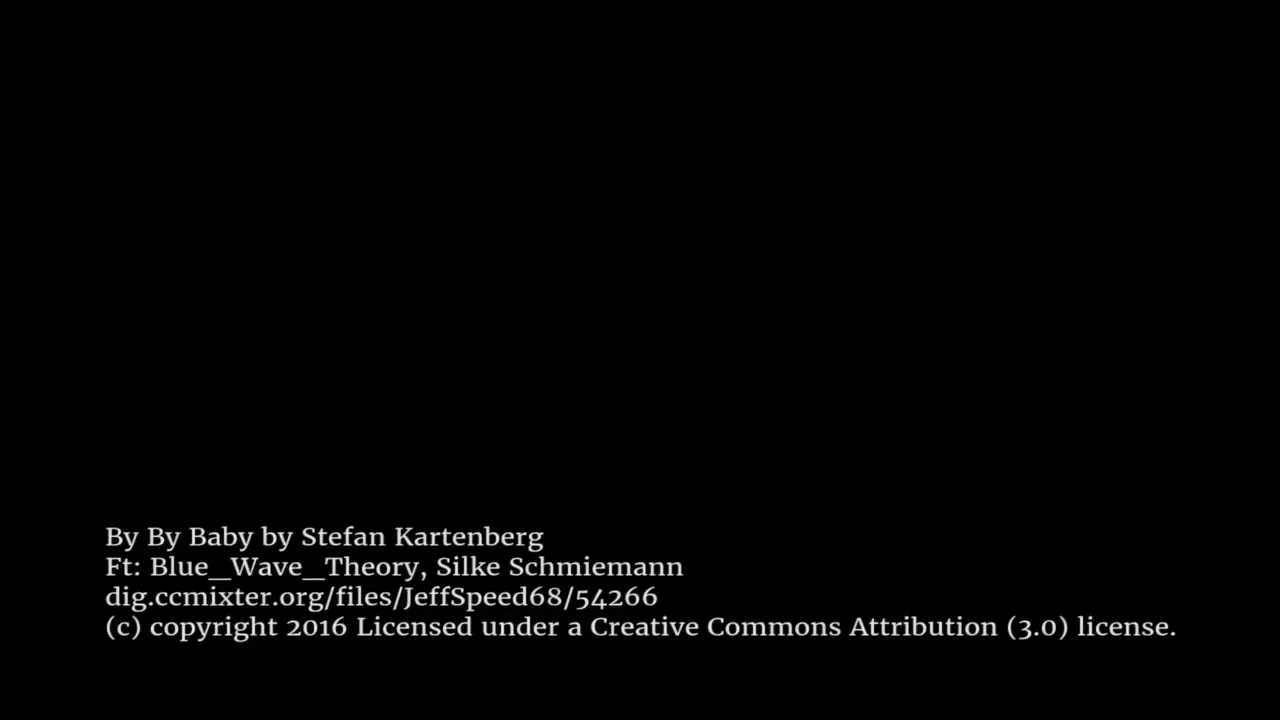 By By Baby by Stefan Kartenberg
Ft: Blue_Wave_Theory, Silke Schmiemann
dig.ccmixter.org/files/JeffSpeed68/54266
(c) copyright 2016 Licensed under a Creative Commons Attribution (3.0) license.